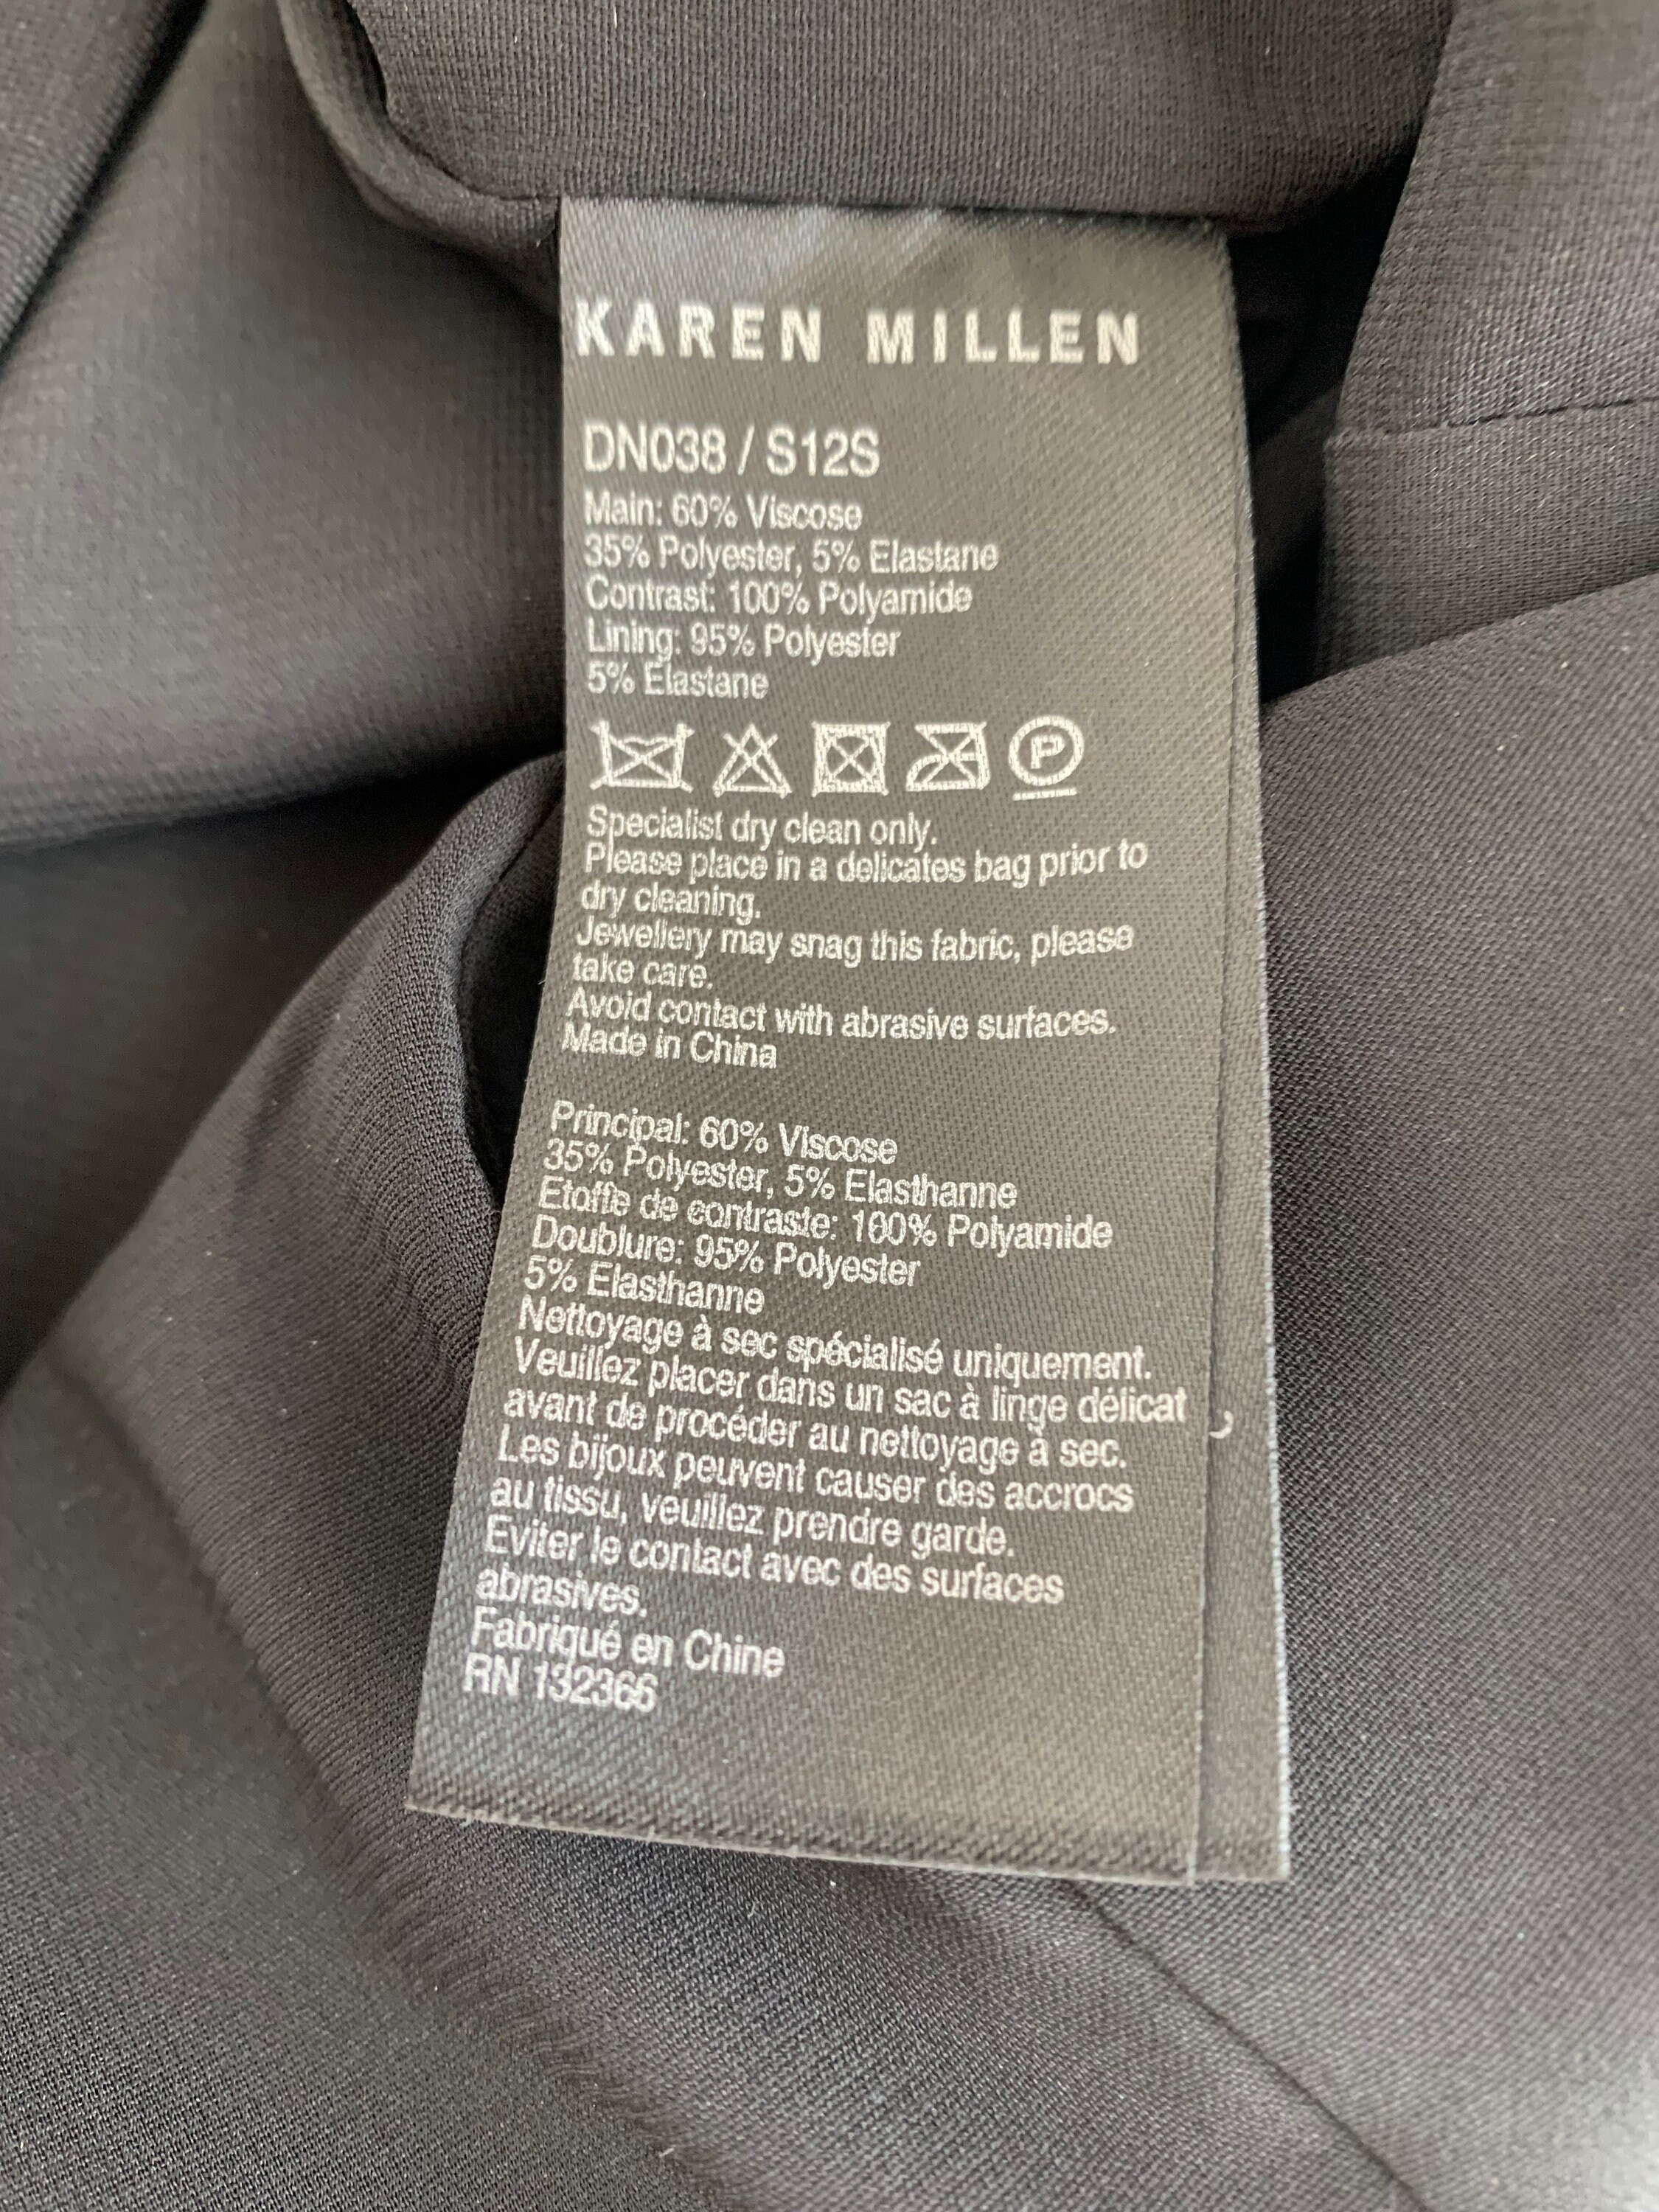 KAREN MILLEN
DN038 / S12S
Main: 60% Viscose
35% Polyester, 5% Elastane
Contrast: 100% Polyamide
Lining: 95% Polyester
5% Elastane
P
Specialist dry clean only.
Please place in a delicates bag prior to
dry cleaning.
Jewellery may snag this fabric, please
take care.
Avoid contact with abrasive surfaces.
Made in China
Principal: 60% Viscose
35% Polyester, 5% Elasthanne
Etoffe de contraste: 100% Polyamide
Doublure: 95% Polyester
5% Elasthanne
Nettoyage à sec spécialisé uniquement.
Veuillez placer dans un sac à linge délicat
avant de procéder au nettoyage à sec.
Les bijoux peuvent causer des accrocs
au tissu, veuillez prendre garde.
Eviter le contact avec des surfaces
abrasives.
Fabriqué en Chine
RN 132366